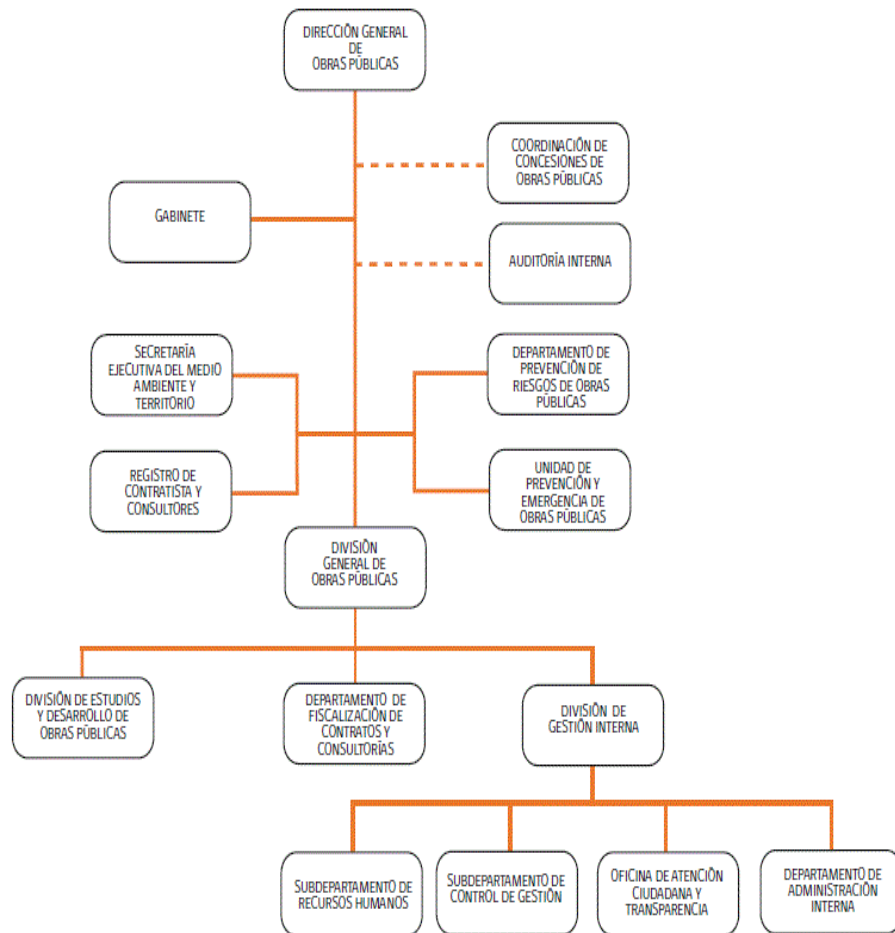 DIRECCIÓN GENERAL
DE
OBRAS PÚBLICAS
COORDINACIÓN DE
CONCESIONES DE
OBRAS PÚBLICAS
GABINETE
AUDITORÍA INTERNA
SECRETARÍA
EJECUTIVA DEL MEDIO
AMBIENTE Y
TERRITORIO
DEPARTAMENTO DE
PREVENCIÓN DE
RIESGOS DE OBRAS
PÚBLICAS
REGISTRO DE
CONTRATISTA Y
CONSULTORES
UNIDAD DE
PREVENCIÓN Y
EMERGENCIA DE
OBRAS PÚBLICAS
DIVISIÓN
GENERAL DE
OBRAS PÚBLICAS
DIVISIÓN DE ESTUDIOS
Y DESARROLLO DE
OBRAS PÚBLICAS
DEPARTAMENTO DE
FISCALIZACIÓN DE
CONTRATOS Y
CONSULTORÍAS
DIVISIÓN DE
GESTIÓN INTERNA
SUBDEPARTAMENTO DE
RECURSOS HUMANOS
SUBDEPARTAMENTO DE
CONTROL DE GESTIÓN
OFICINA DE ATENCIÓN
CIUDADANA Y
TRANSPARENCIA
DEPARTAMENTO DE
ADMINISTRACIÓN
INTERNA